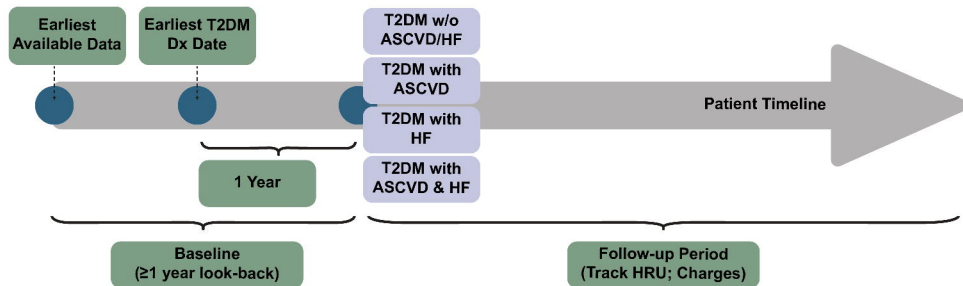 Earliest
Available Data
Earliest T2DM
Dx Date
T2DM w/o
ASCVD/HF
T2DM with
ASCVD
T2DM with
HF
T2DM with
ASCVD & HF
Patient Timeline
1 Year
Baseline
(≥1 year look-back)
Follow-up Period
(Track HRU; Charges)